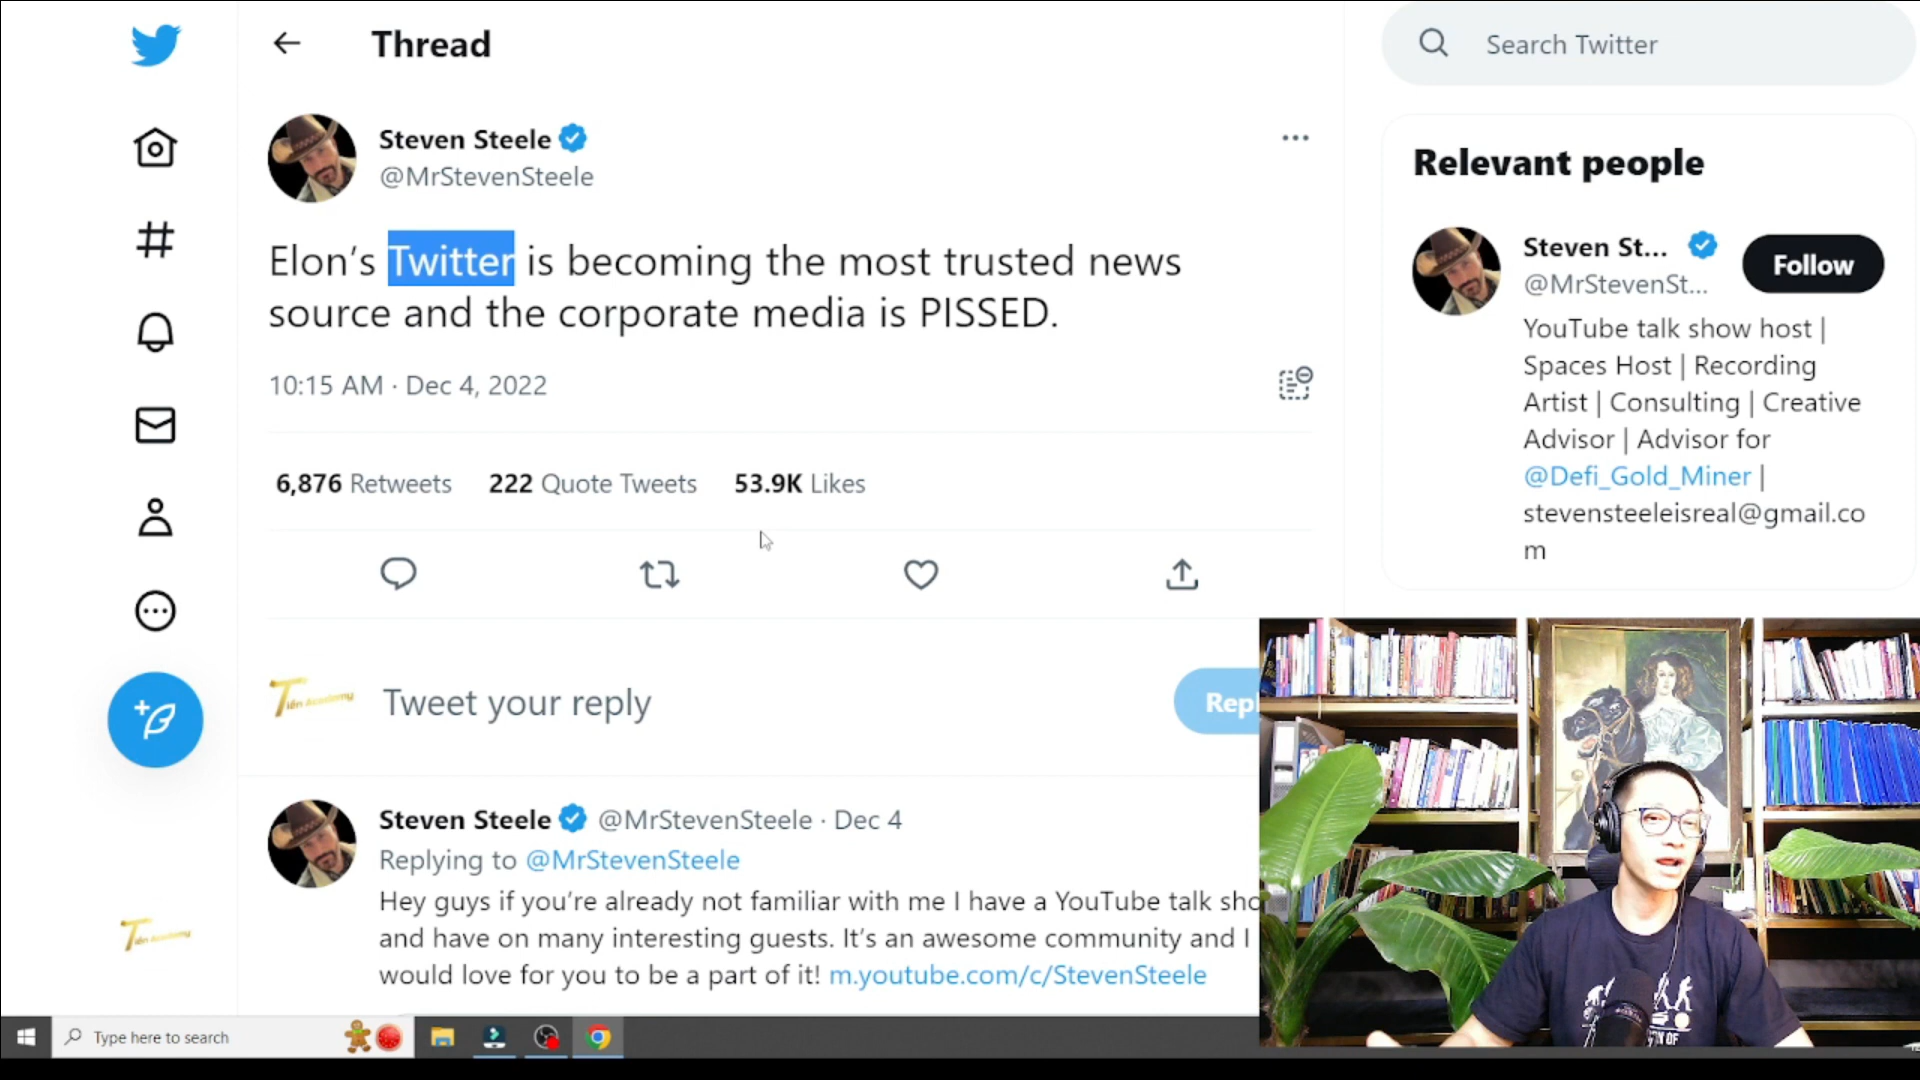 Thread
Search Twitter
Steven Steele
@MrStevenSteele
Elon's Twitter is becoming the most trusted news
source and the corporate media is PISSED.
10:15 AM · Dec 4, 2022
6,876 Retweets 222 Quote Tweets 53.9K Likes
Tweet your reply
Repl
Steven Steele @MrStevenSteele · Dec 4
Replying to @MrStevenSteele
Hey guys if you're already not familiar with me I have a YouTube talk sho
and have on many interesting guests. It's an awesome community and I
would love for you to be a part of it! m.youtube.com/c/StevenSteele
Relevant people
Steven St...
@MrStevenSt...
Follow
YouTube talk show host |
Spaces Host | Recording
Artist | Consulting | Creative
Advisor | Advisor for
@Defi_Gold_Miner |
stevensteeleisreal@gmail.co
m
Tiến Academy
Tiến Academy
Type here to search